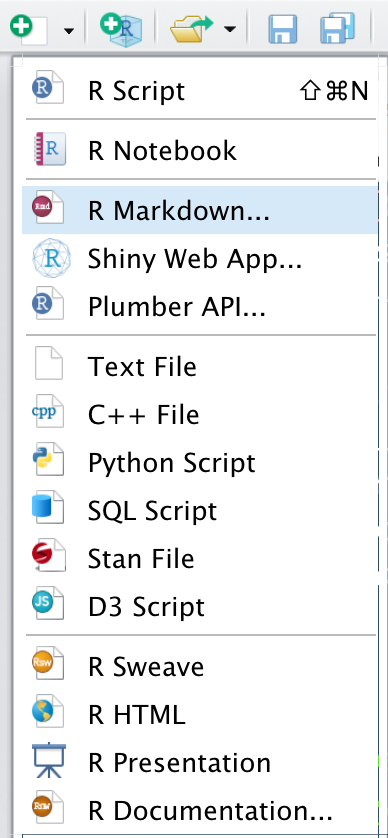 R Script ⇧⌘N
R Notebook
R Markdown...
Shiny Web App...
Plumber API...
Text File
C++ File
Python Script
SQL Script
Stan File
D3 Script
R Sweave
R HTML
R Presentation
R Documentation...